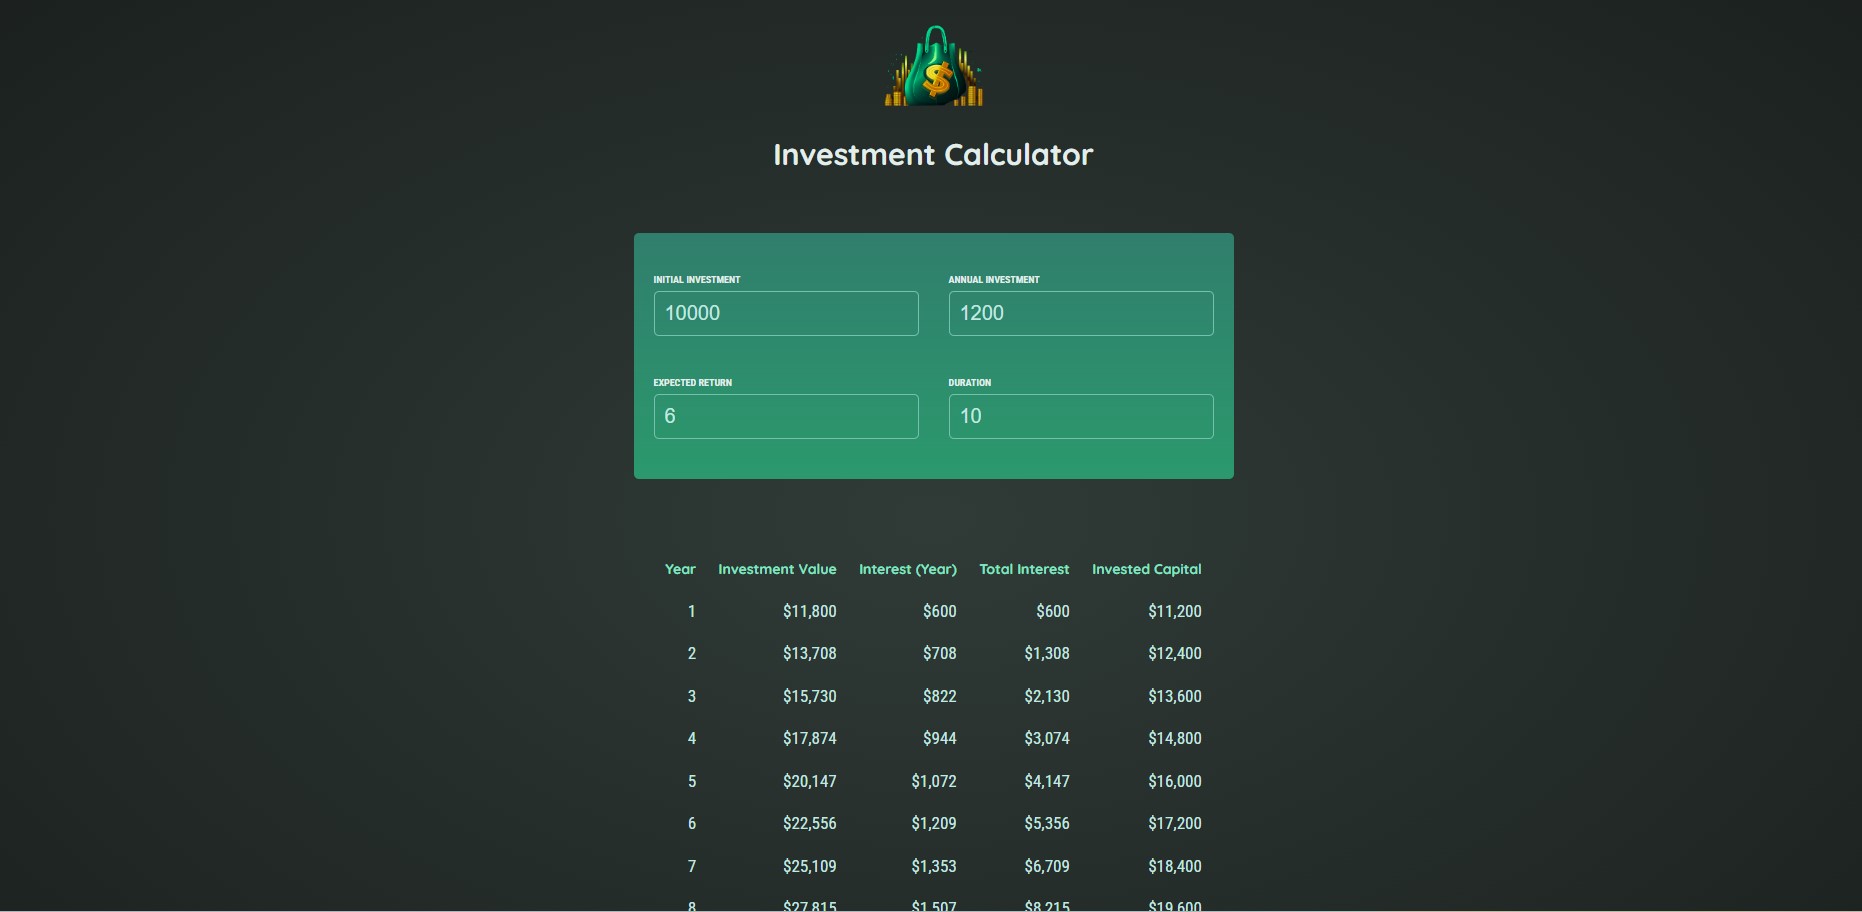 $
Investment Calculator
INITIAL INVESTMENT ANNUAL INVESTMENT
10000 1200
EXPECTED RETURN DURATION
6 10
Year Investment Value Interest (Year) Total Interest Invested Capital
1 $11,800 $600 $600 $11,200
2 $13,708 $708 $1,308 $12,400
3 $15,730 $822 $2,130 $13,600
4 $17,874 $944 $3,074 $14,800
5 $20,147 $1,072 $4,147 $16,000
6 $22,556 $1,209 $5,356 $17,200
7 $25,109 $1,353 $6,709 $18,400
8 $27,815 $1,507 $8,215 $19,600